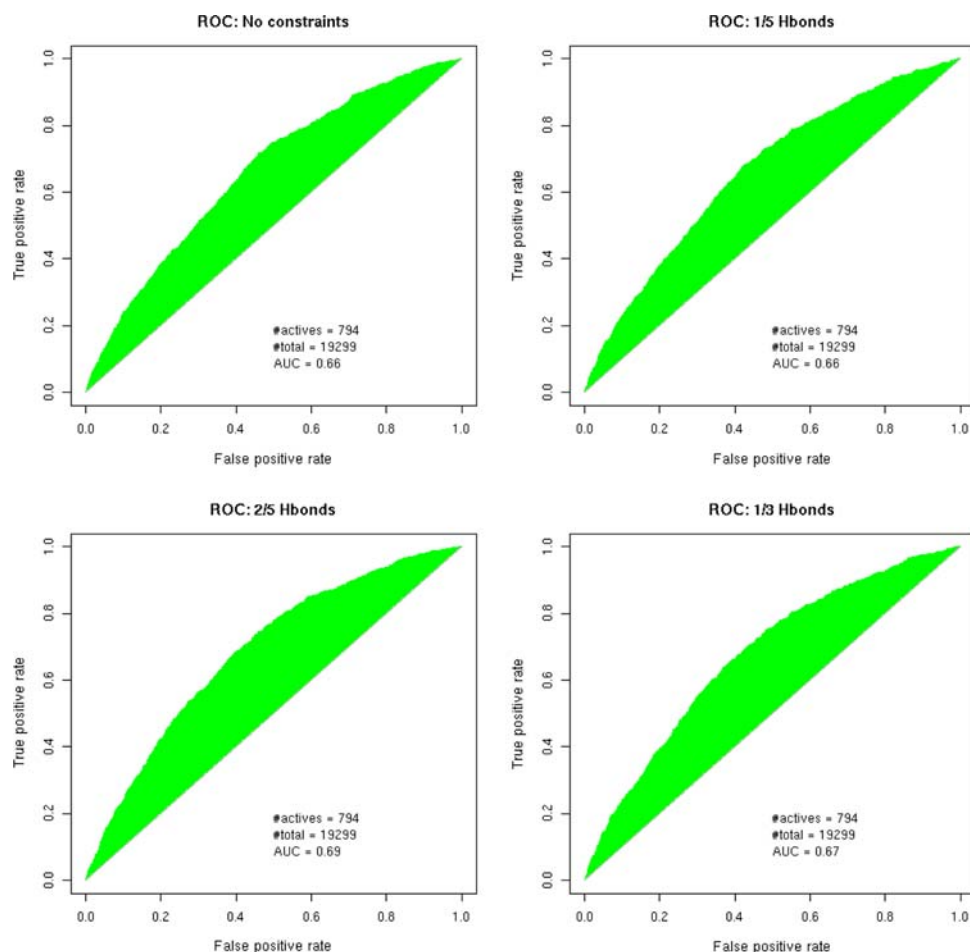 ROC: No constraints
True positive rate
1.0
0.8
0.6
0.4
0.2
0.0
#actives = 794
#total = 19299
AUC = 0.66
0.0 0.2 0.4 0.6 0.8 1.0
False positive rate
ROC: 1/5 Hbonds
True positive rate
1.0
0.8
0.6
0.4
0.2
0.0
#actives = 794
#total = 19299
AUC = 0.66
0.0 0.2 0.4 0.6 0.8 1.0
False positive rate
ROC: 2/5 Hbonds
True positive rate
1.0
0.8
0.6
0.4
0.2
0.0
#actives = 794
#total = 19299
AUC = 0.69
0.0 0.2 0.4 0.6 0.8 1.0
False positive rate
ROC: 1/3 Hbonds
True positive rate
1.0
0.8
0.6
0.4
0.2
0.0
#actives = 794
#total = 19299
AUC = 0.67
0.0 0.2 0.4 0.6 0.8 1.0
False positive rate